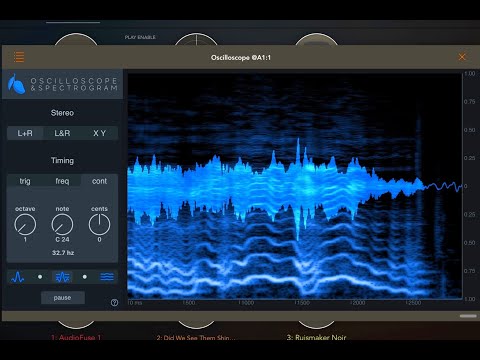 PLAY ENABLE
Oscilloscope @A1:1
OSCILLOSCOPE
& SPECTROGRAM
Stereo
L+R L&R X Y
Timing
trig freq cont
octave note cents
1 C 24 0
32.7 hz
pause
1.00
0.75
0.50
0.25
0
0.25
0.50
0.75
1.00
10 ms 11500 11000 12000 12500
1: AudioFuse 1 2: Did We See Them Shin ... 3: Ruismaker Noir